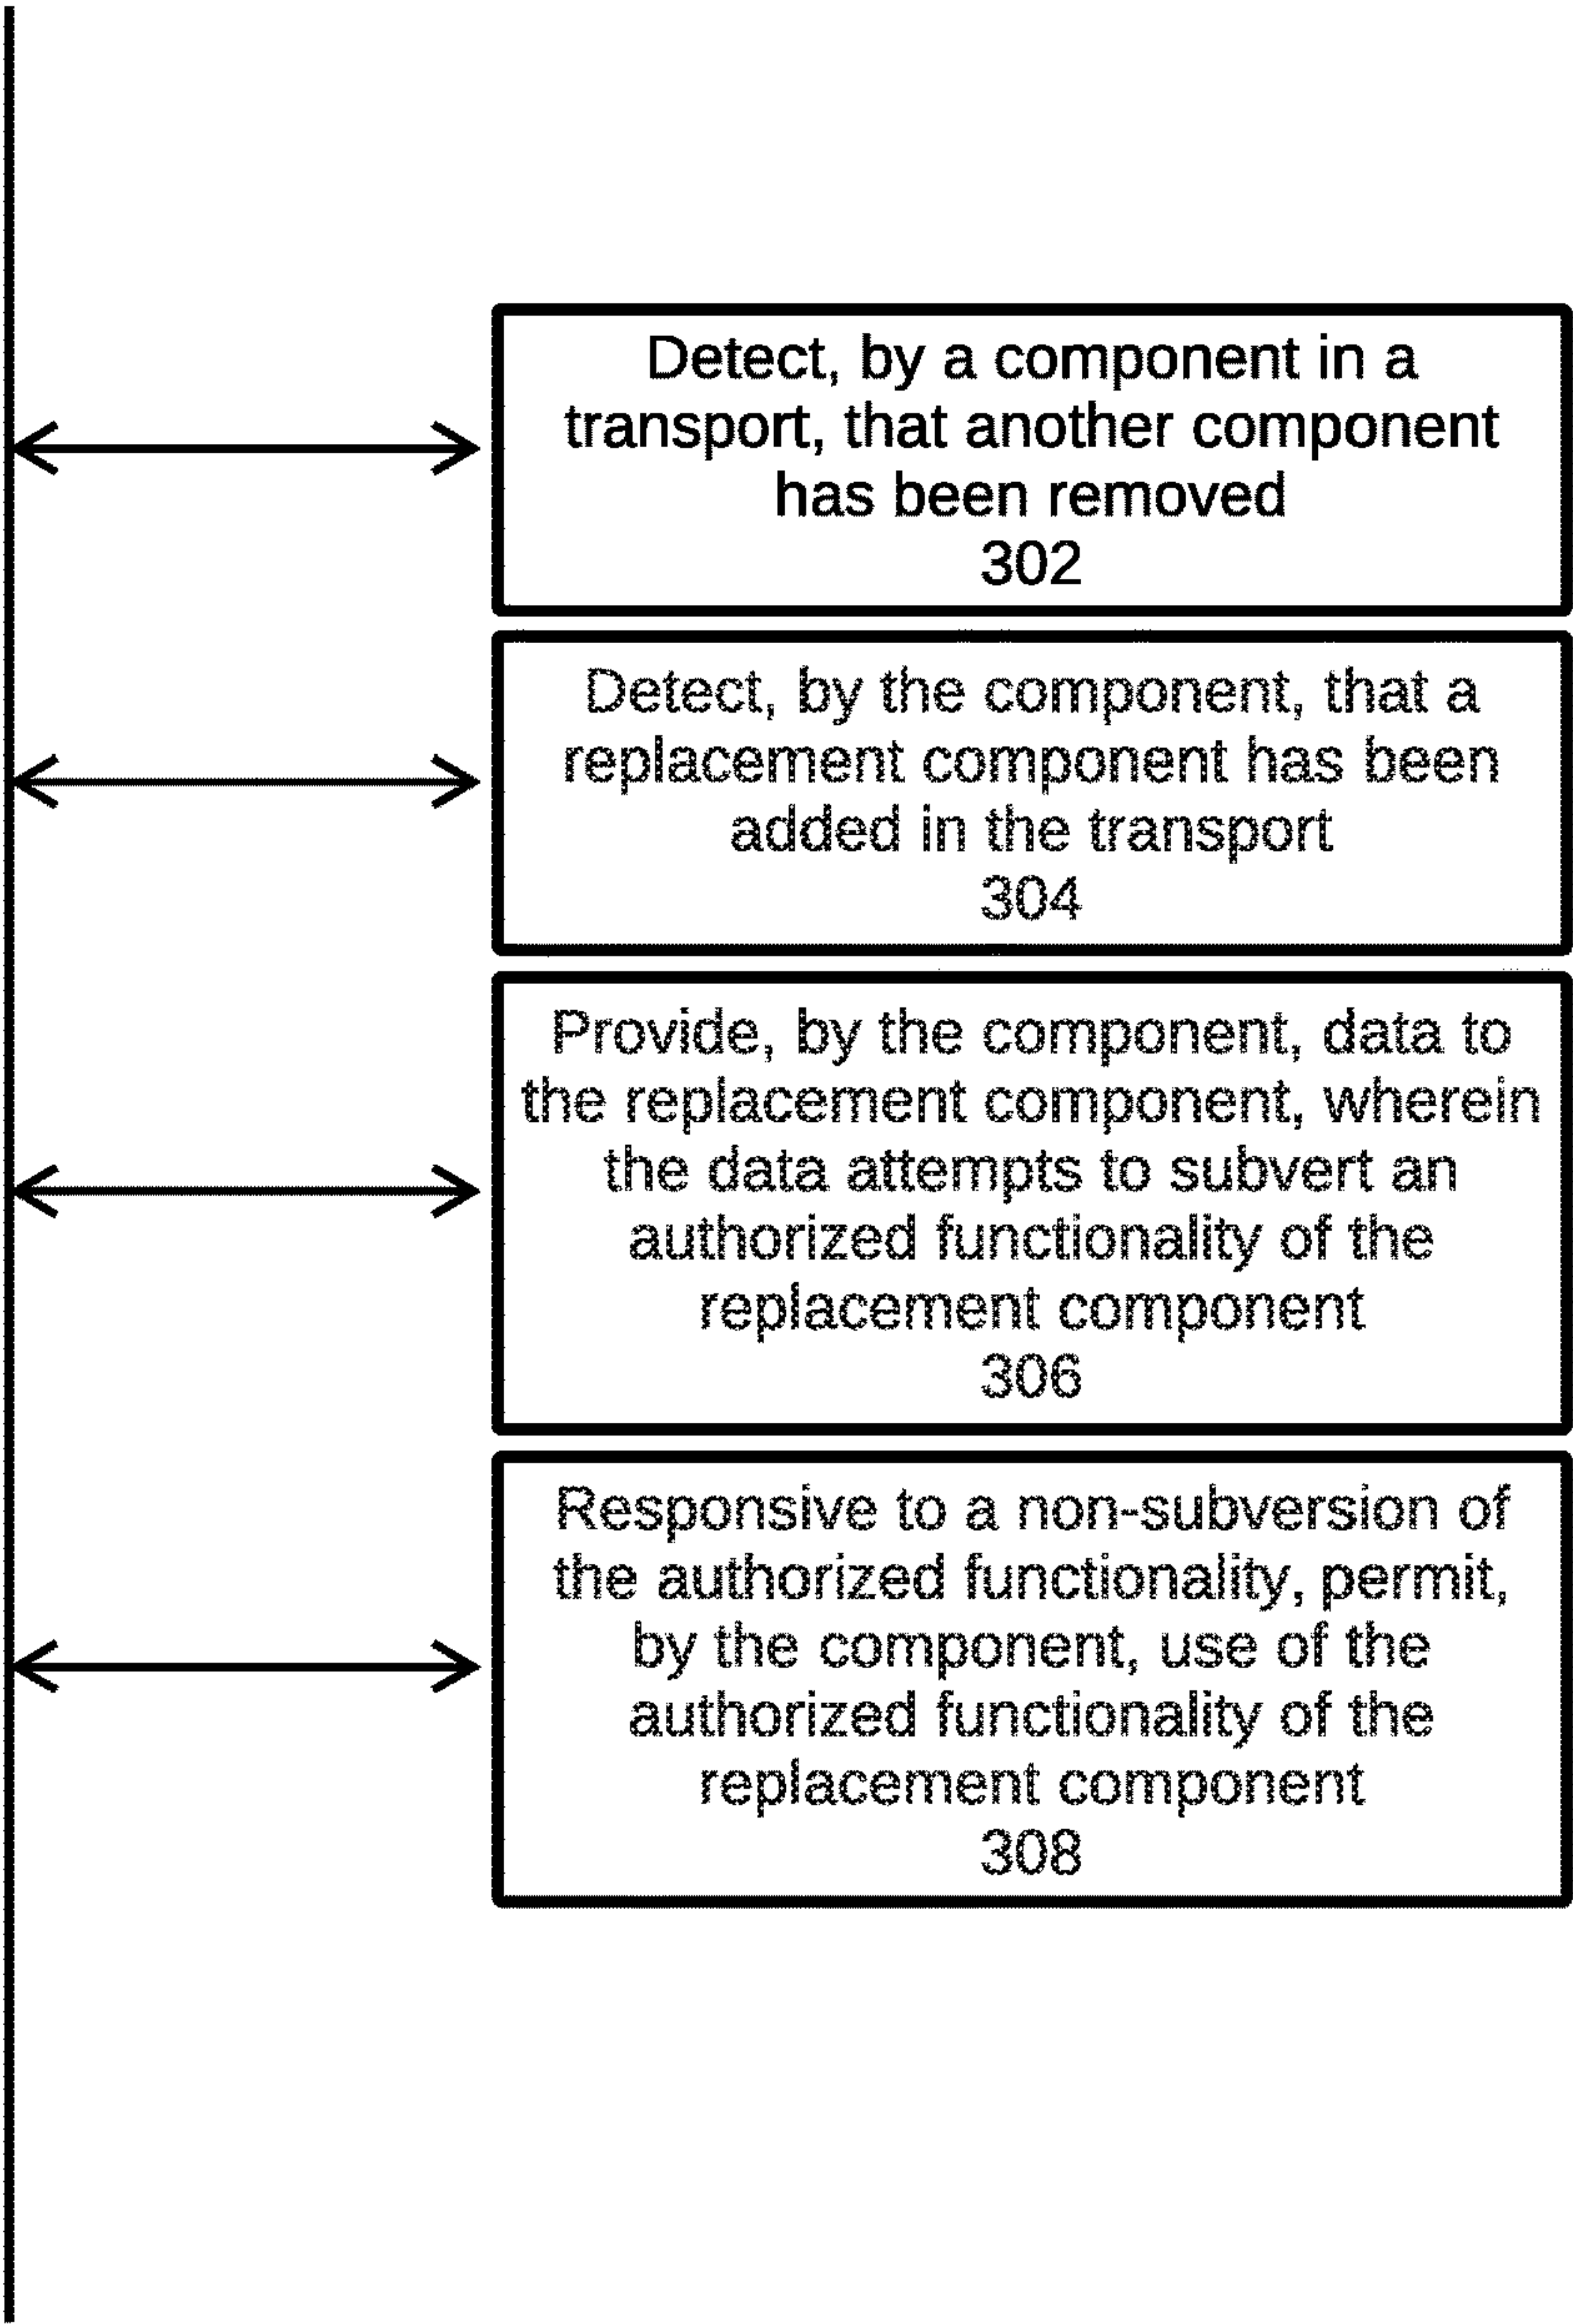 Detect, by a component in a
transport, that another component
has been removed
302
Detect, by the component, that a
replacement component has been
added in the transport
304
Provide, by the component, data to
the replacement component, wherein
the data attempts to subvert an
authorized functionality of the
replacement component
306
Responsive to a non-subversion of
the authorized functionality, permit,
by the component, use of the
authorized functionality of the
replacement component
308